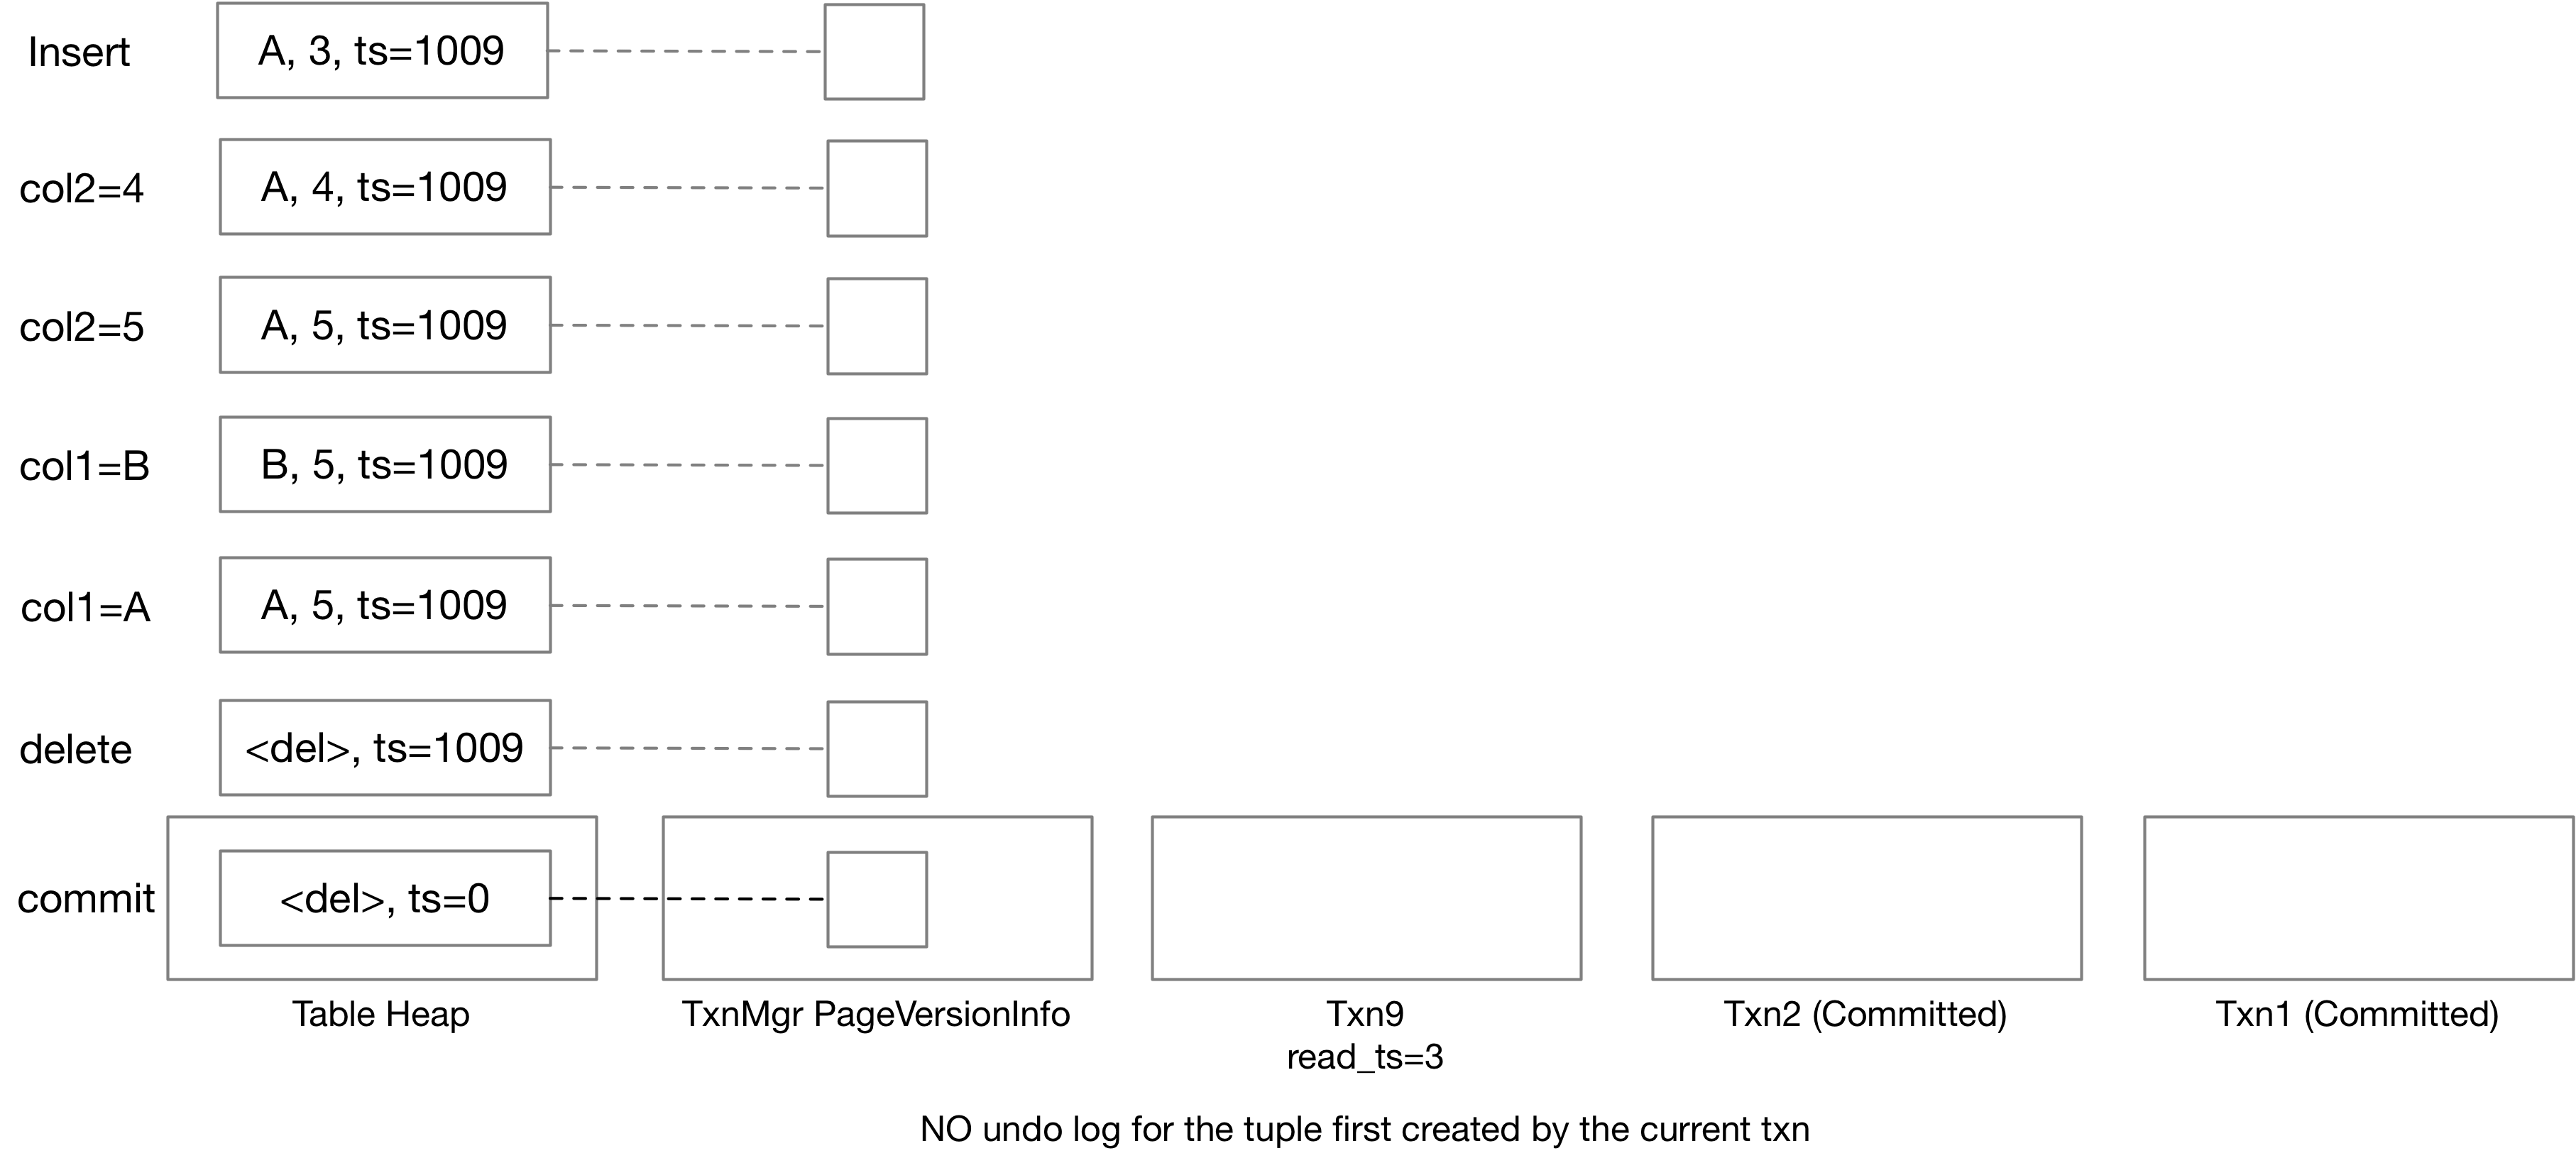 Insert A, 3, ts=1009
col2=4 A, 4, ts=1009
col2=5 A, 5, ts=1009
col1=B B, 5, ts=1009
col1=A A, 5, ts=1009
delete <del>, ts=1009
commit <del>, ts=0
Table Heap TxnMgr PageVersionInfo Txn9 Txn2 (Committed) Txn1 (Committed)
read_ts=3
NO undo log for the tuple first created by the current txn